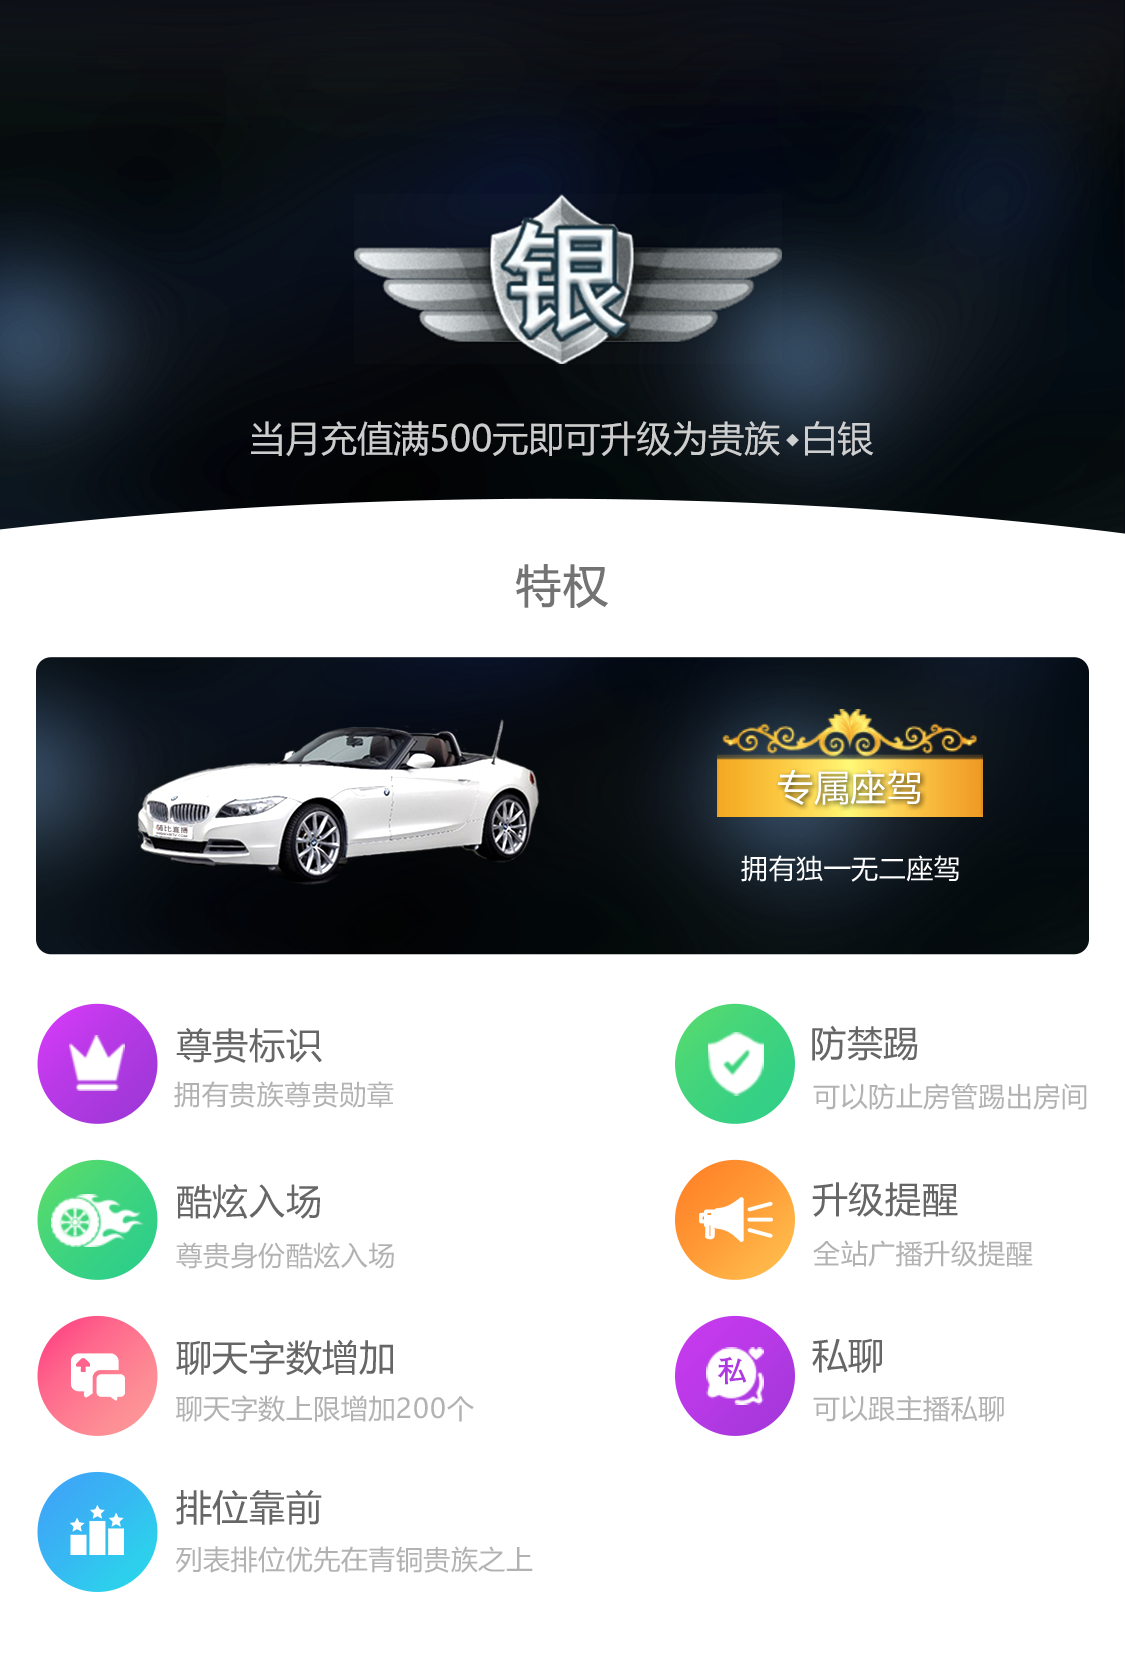 银
当月充值满500元即可升级为贵族◆白银
特权
专属座驾
拥有独一无二座驾
尊贵标识
拥有贵族尊贵勋章
防禁踢
可以防止房管踢出房间
酷炫入场
尊贵身份酷炫入场
升级提醒
全站广播升级提醒
聊天字数增加
聊天字数上限增加200个
私
私聊
可以跟主播私聊
排位靠前
列表排位优先在青铜贵族之上